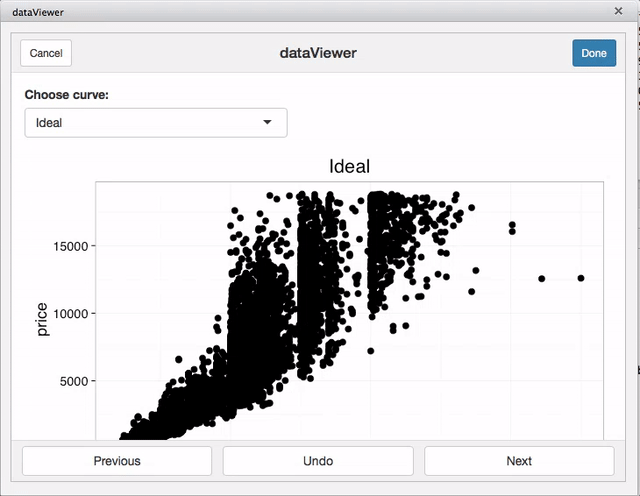 dataViewer
Cancel
dataViewer
Done
Choose curve:
Ideal
Ideal
15000
10000
5000
price
Previous
Undo
Next